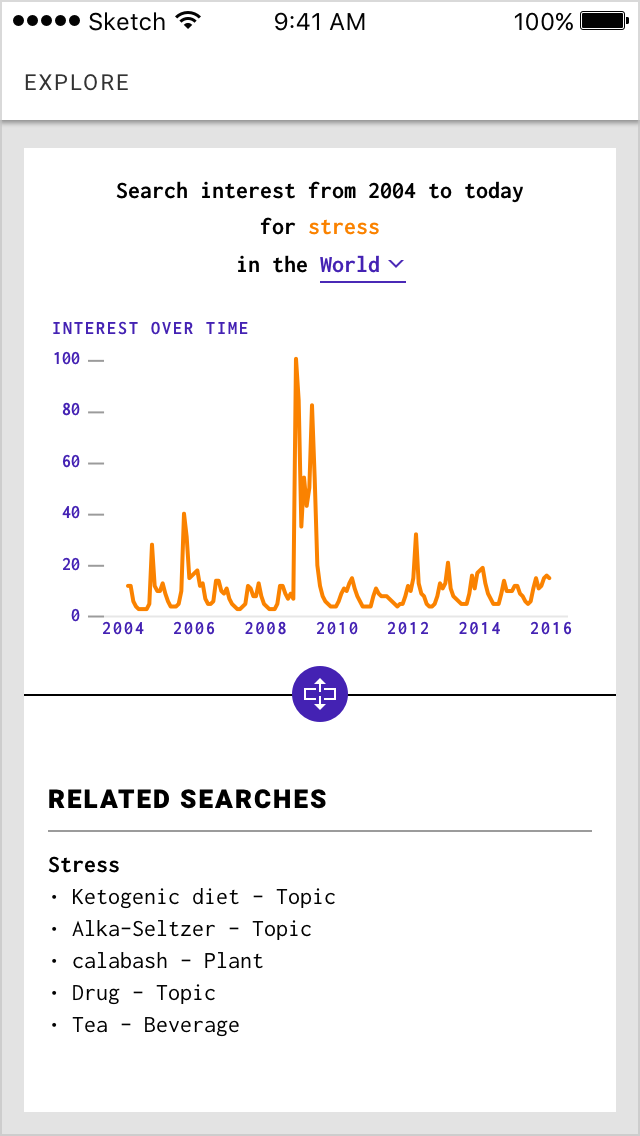 ●●●●● Sketch 9:41 AM 100%
EXPLORE
Search interest from 2004 to today
for stress
in the World
INTEREST OVER TIME
100
80
60
40
20
0
2004 2006 2008 2010 2012 2014 2016
RELATED SEARCHES
Stress
· Ketogenic diet - Topic
· Alka-Seltzer - Topic
· calabash - Plant
· Drug - Topic
· Tea - Beverage